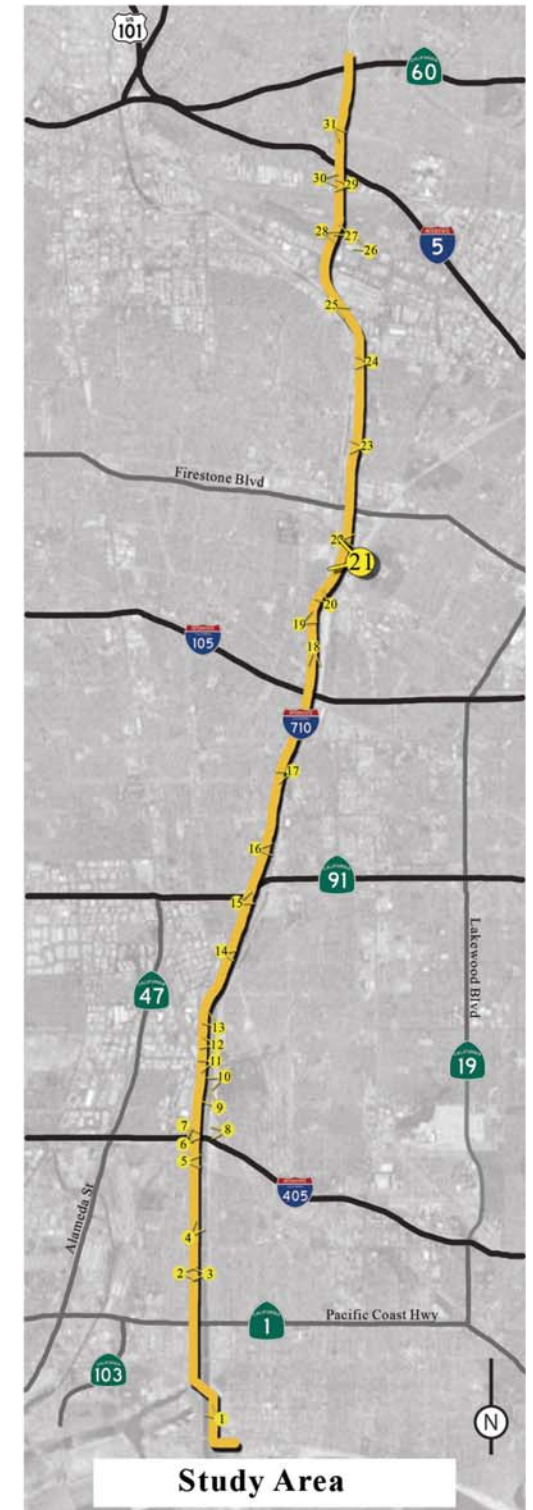 US
101
CALIFORNIA
60
31
30
29
INTERSTATE
5
28
27
26
25
24
23
Firestone Blvd
22
21
20
19
18
INTERSTATE
105
INTERSTATE
710
17
16
CALIFORNIA
91
15
14
CALIFORNIA
47
Lakewood Blvd
13
12
11
10
9
CALIFORNIA
19
8
7
6
5
INTERSTATE
405
Alameda St
4
2
3
CALIFORNIA
1
Pacific Coast Hwy
CALIFORNIA
103
1
N
Study Area